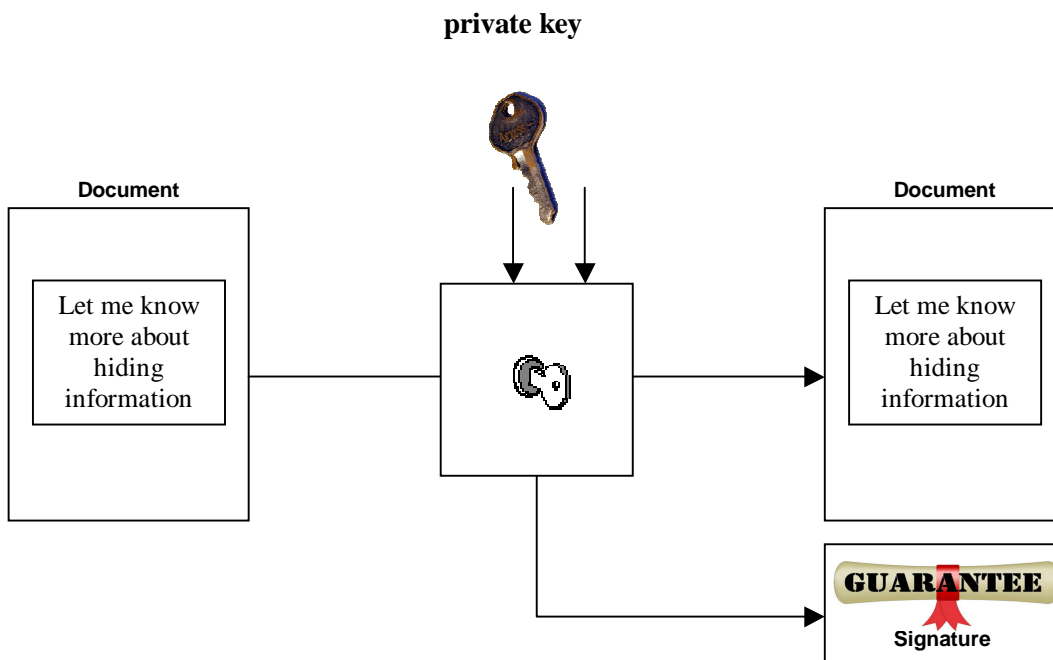 private key
Document
Let me know
more about
hiding
information
Document
Let me know
more about
hiding
information
GUARANTEE
Signature